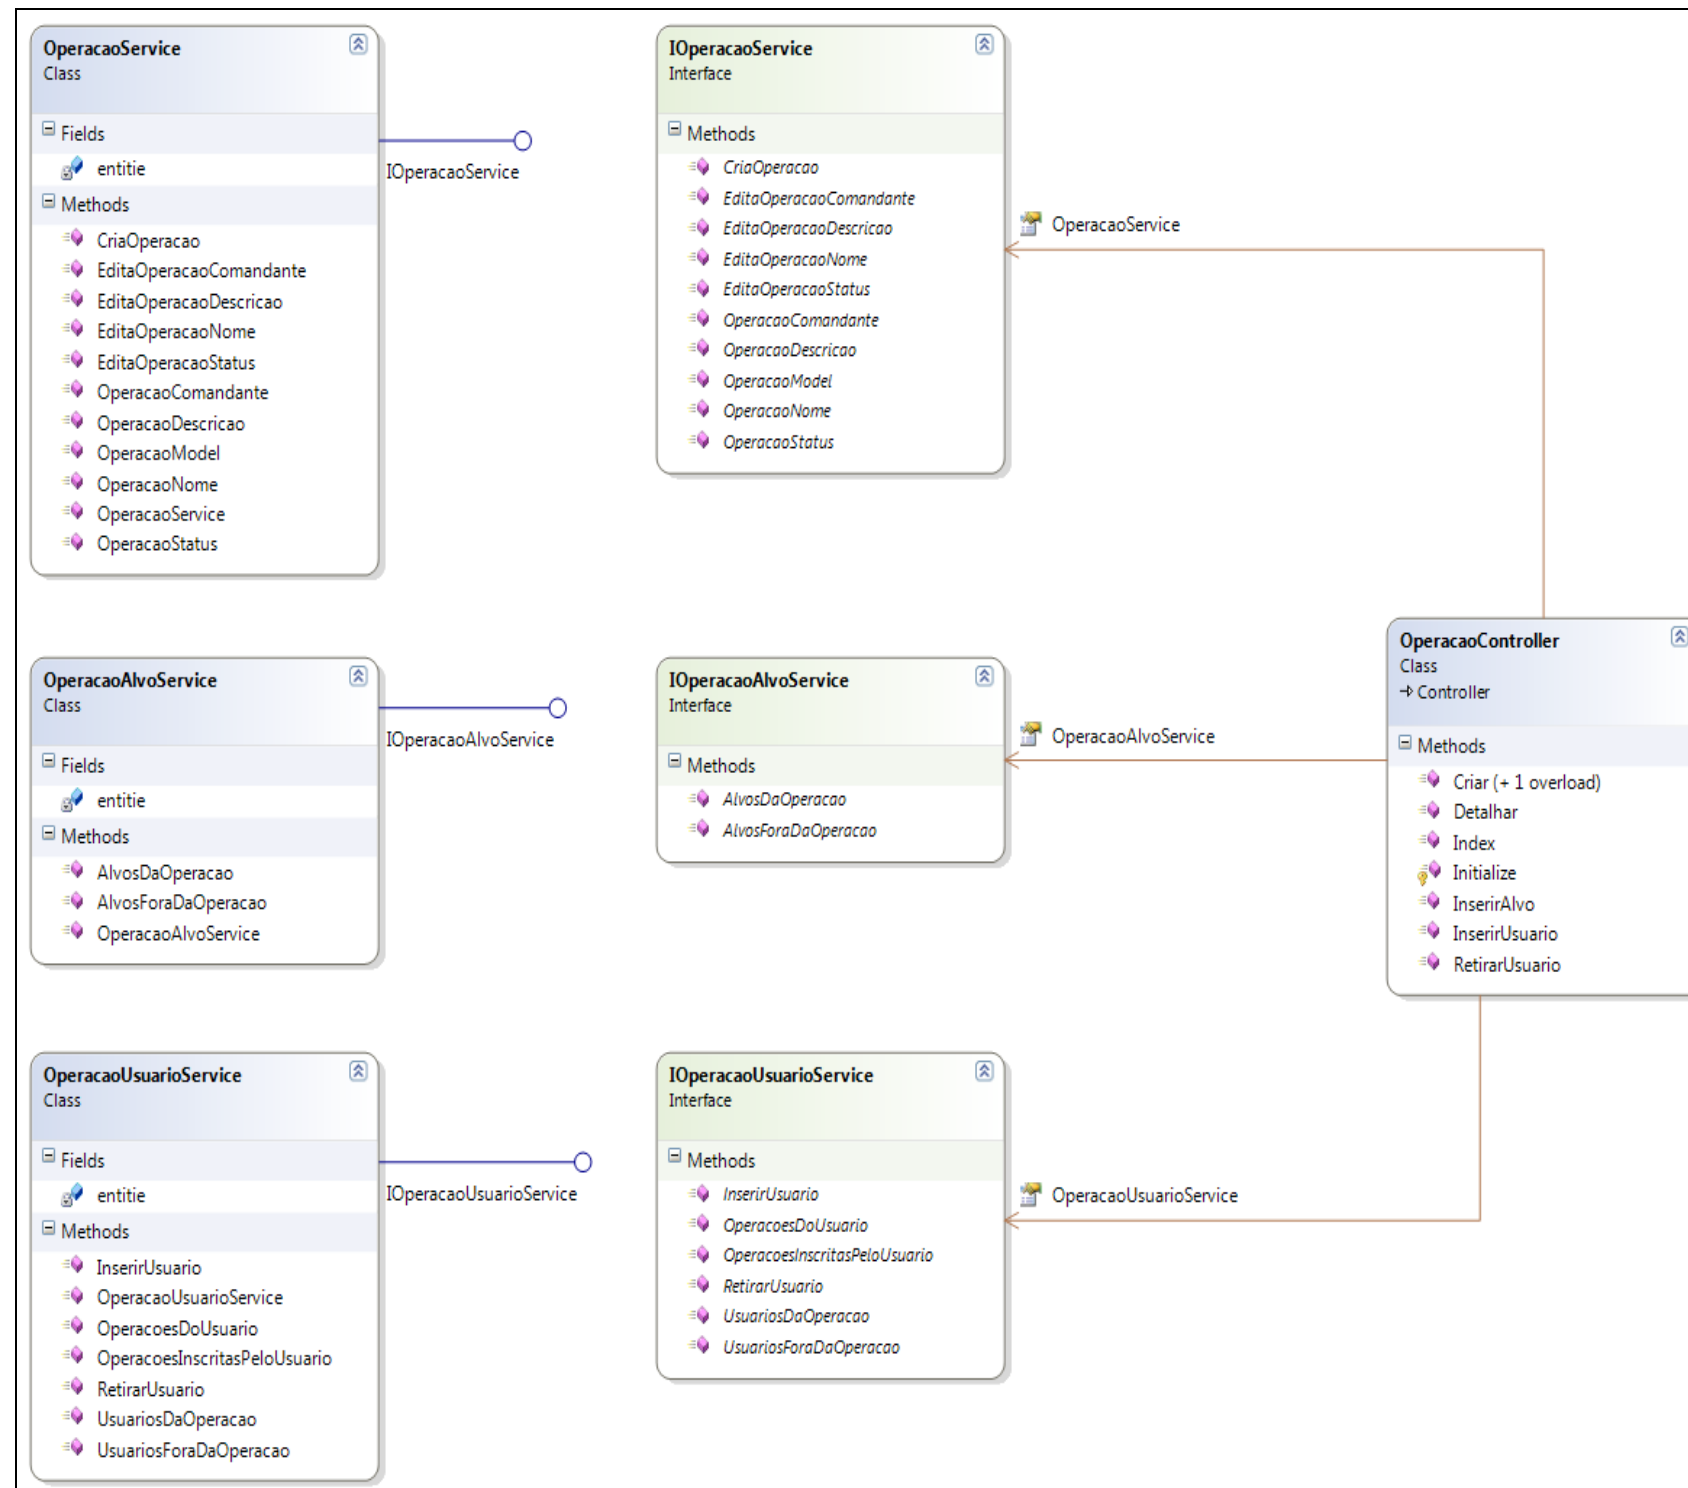 OperacaoService
Class
Fields
entitie
Methods
CriaOperacao
EditaOperacaoComandante
EditaOperacaoDescricao
EditaOperacaoNome
EditaOperacaoStatus
OperacaoComandante
OperacaoDescricao
OperacaoModel
OperacaoNome
OperacaoService
OperacaoStatus
IOperacaoService
IOperacaoService
Interface
Methods
CriaOperacao
EditaOperacaoComandante
EditaOperacaoDescricao
EditaOperacaoNome
EditaOperacaoStatus
OperacaoComandante
OperacaoDescricao
OperacaoModel
OperacaoNome
OperacaoStatus
OperacaoService
OperacaoAlvoService
Class
Fields
entitie
Methods
AlvosDaOperacao
AlvosForaDaOperacao
OperacaoAlvoService
IOperacaoAlvoService
IOperacaoAlvoService
Interface
Methods
AlvosDaOperacao
AlvosForaDaOperacao
OperacaoAlvoService
OperacaoController
Class
Controller
Methods
Criar (+ 1 overload)
Detalhar
Index
Initialize
InserirAlvo
InserirUsuario
RetirarUsuario
OperacaoUsuarioService
Class
Fields
entitie
Methods
InserirUsuario
OperacaoUsuarioService
OperacoesDoUsuario
OperacoesInscritasPeloUsuario
RetirarUsuario
UsuariosDaOperacao
UsuariosForaDaOperacao
IOperacaoUsuarioService
IOperacaoUsuarioService
Interface
Methods
InserirUsuario
OperacoesDoUsuario
OperacoesInscritasPeloUsuario
RetirarUsuario
UsuariosDaOperacao
UsuariosForaDaOperacao
OperacaoUsuarioService